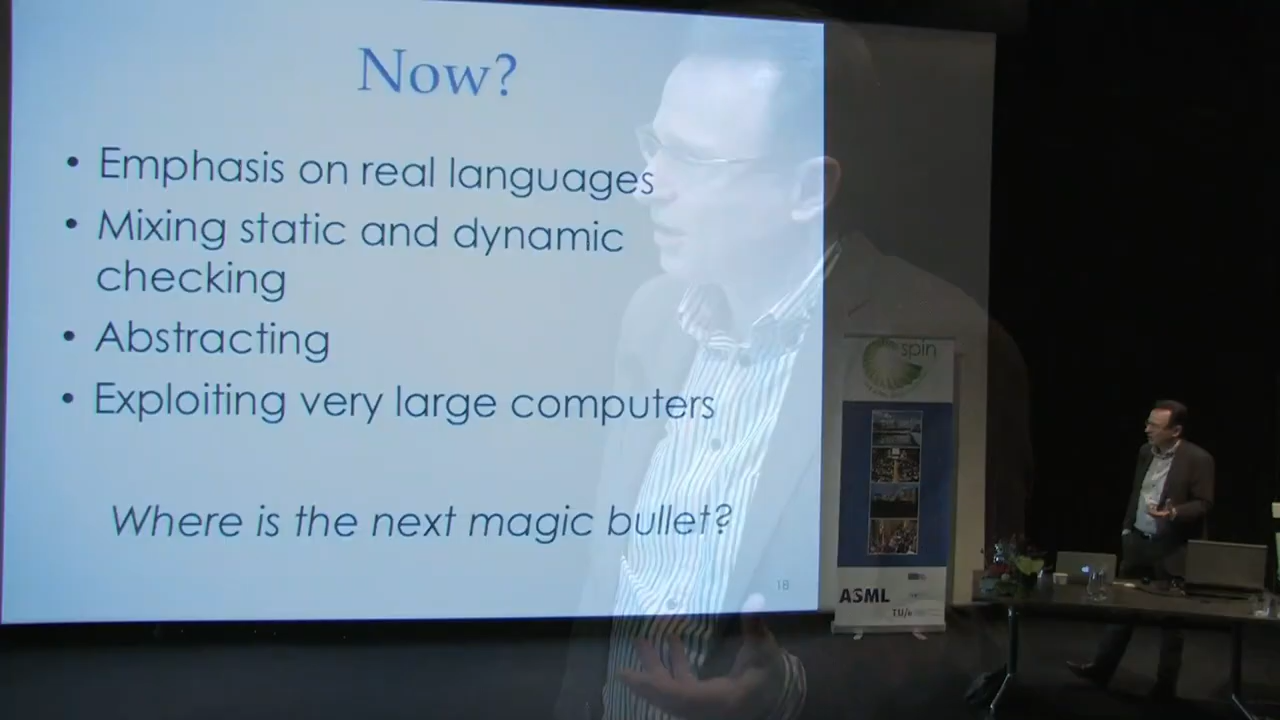 Now?
• Emphasis on real languages
• Mixing static and dynamic
checking
• Abstracting
• Exploiting very large computers
Where is the next magic bullet?
18
spin
ASML
TU/e